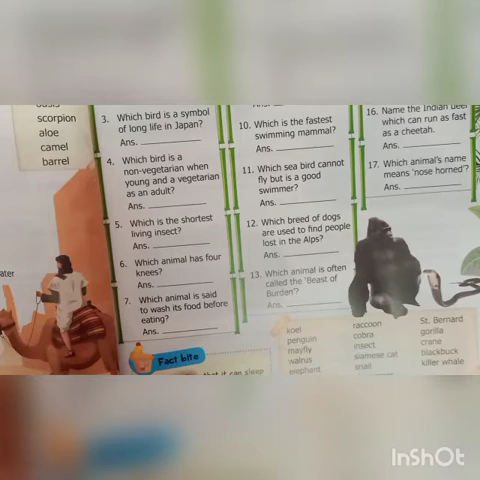 oasis
scorpion
aloe
camel
barrel
ater
3. Which bird is a symbol
of long life in Japan?
Ans.
4. Which bird is a
non-vegetarian when
young and a vegetarian
as an adult?
Ans.
5. Which is the shortest
living insect?
Ans.
6. Which animal has four
knees?
Ans.
7. Which animal is said
to wash its food before
eating?
Ans.
Fact bite
that it can sleep
10. Which is the fastest
swimming mammal?
Ans.
11. Which sea bird cannot
fly but is a good
swimmer?
Ans.
12. Which breed of dogs
are used to find people
lost in the Alps?
Ans.
13. Which animal is often
called the 'Beast of
Burden'?
Ans.
16. Name the Indian deer
which can run as fast
as a cheetah.
Ans.
17. Which animal's name
means 'nose horned'?
Ans.
koel
penguin
mayfly
walrus
elephant
raccoon
cobra
insect
siamese cat
snail
St. Bernard
gorilla
crane
blackbuck
killer whale
InShOt